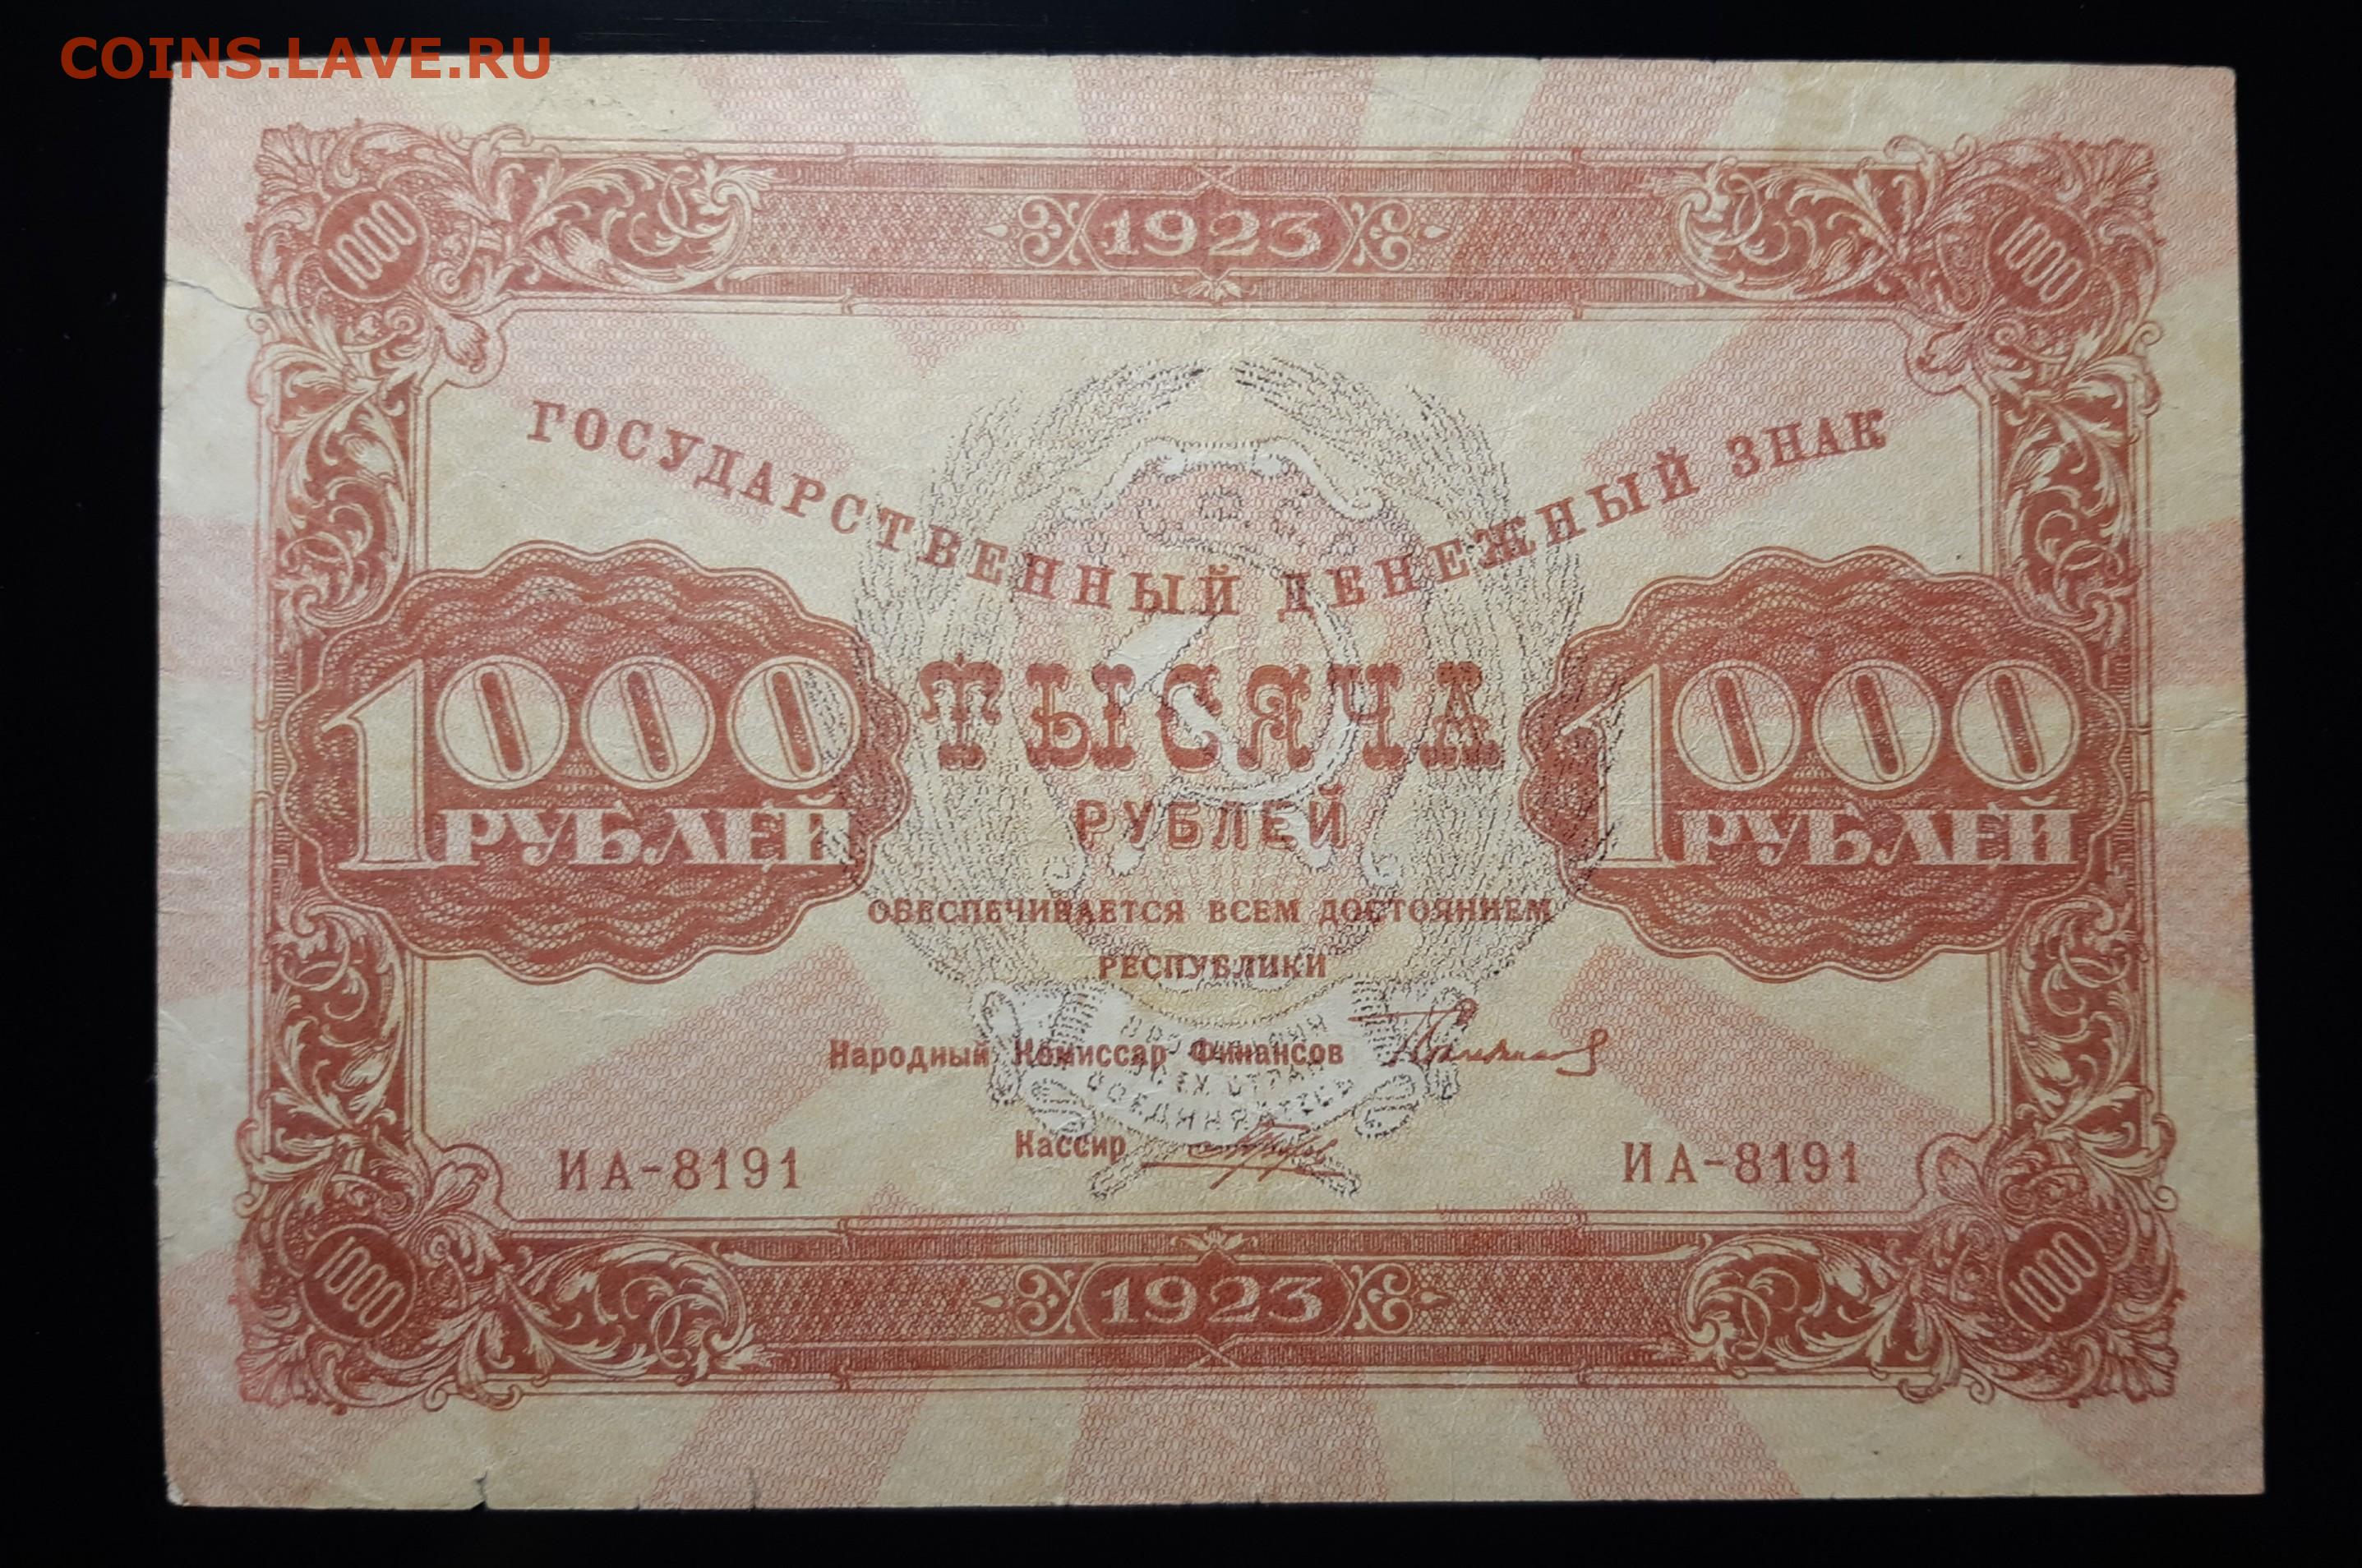 COINS.LAVE.RU
1923
1000 1000
ГОСУДАРСТВЕННЫЙ ДЕНЕЖНЫЙ ЗНАК
1000 РУБЛЕЙ
ТЫСЯЧА
РУБЛЕЙ
1000 РУБЛЕЙ
ОБЕСПЕЧИВАЕТСЯ ВСЕМ ДОСТОЯНИЕМ
РЕСПУБЛИКИ
Народный Комиссар Финансов
Кассир
ИА-8191 ИА-8191
1000 1000
1923